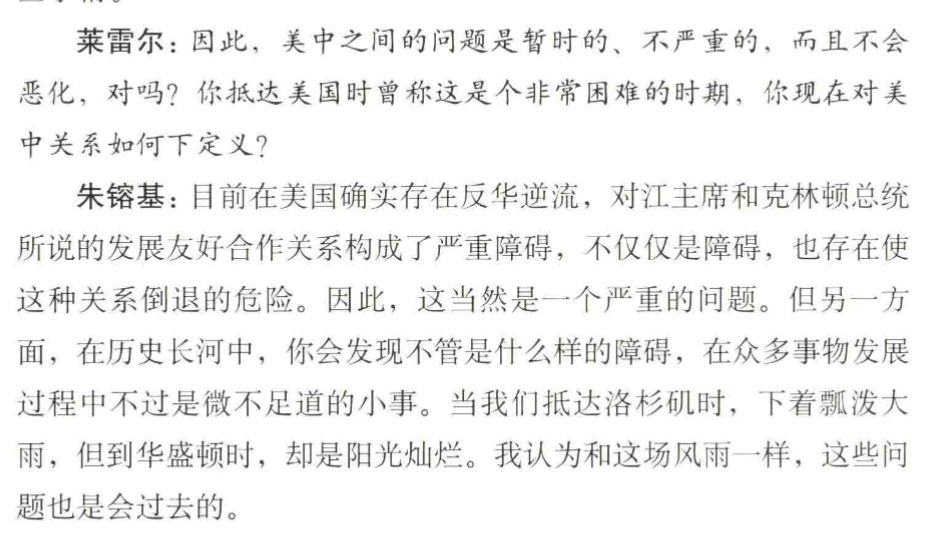 莱雷尔：因此，美中之间的问题是暂时的、不严重的，而且不会
恶化，对吗？你抵达美国时曾称这是个非常困难的时期，你现在对美
中关系如何下定义？
朱镕基：目前在美国确实存在反华逆流，对江主席和克林顿总统
所说的发展友好合作关系构成了严重障碍，不仅仅是障碍，也存在使
这种关系倒退的危险。因此，这当然是一个严重的问题。但另一方
面，在历史长河中，你会发现不管是什么样的障碍，在众多事物发展
过程中不过是微不足道的小事。当我们抵达洛杉矶时，下着瓢泼大
雨，但到华盛顿时，却是阳光灿烂。我认为和这场风雨一样，这些问
题也是会过去的。